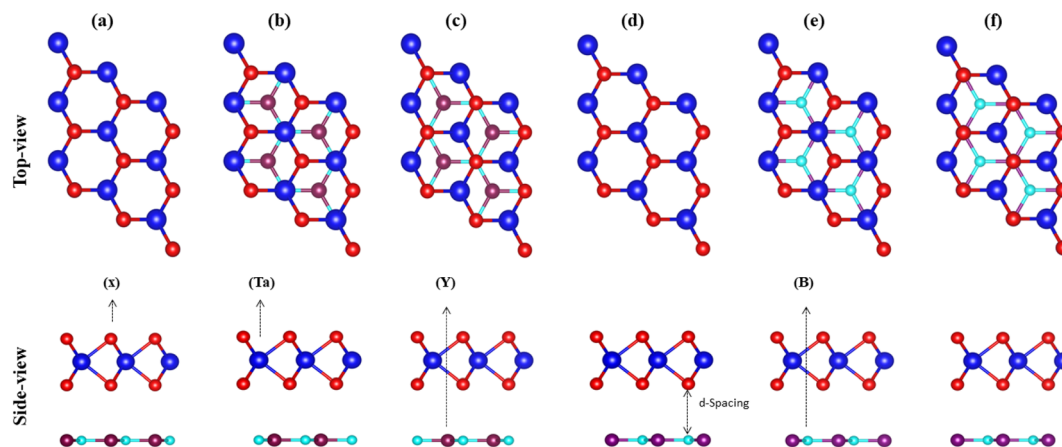 (a) (b) (c) (d) (e) (f)
Top-view
(x) (Ta) (Y) (B)
Side-view
d-Spacing